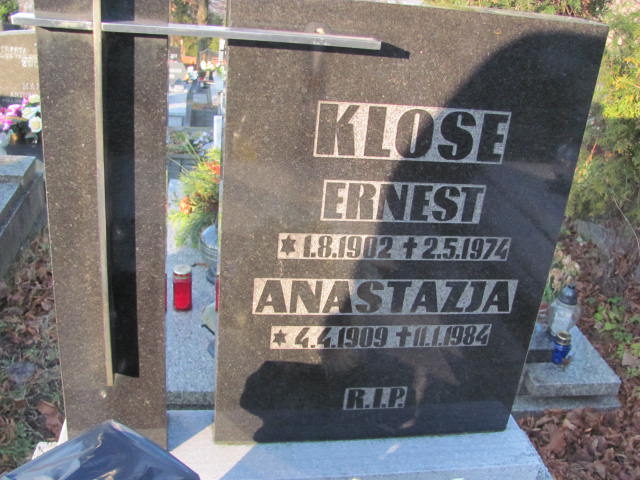 KLOSE
ERNEST
* 1.8.1902 ✝ 2.5.1974
ANASTAZJA
* 4.4.1909 ✝ 11.1.1984
R.I.P.